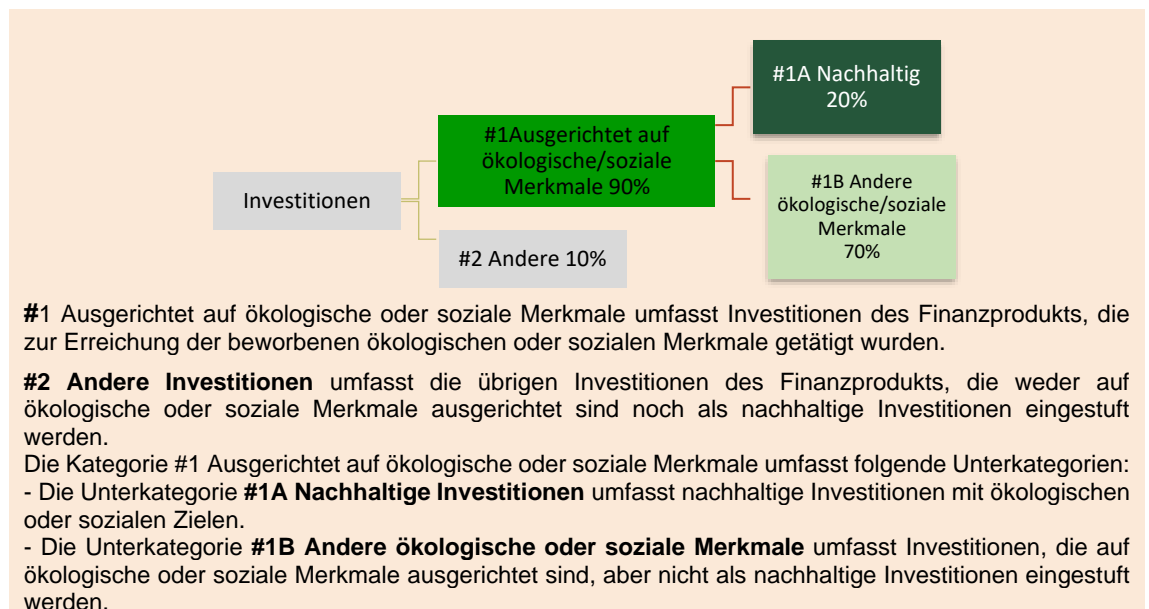 #1A Nachhaltig
20%
#1Ausgerichtet auf
ökologische/soziale
Merkmale 90%
#1B Andere
ökologische/soziale
Merkmale
70%
Investitionen
#2 Andere 10%
#1 Ausgerichtet auf ökologische oder soziale Merkmale umfasst Investitionen des Finanzprodukts, die
zur Erreichung der beworbenen ökologischen oder sozialen Merkmale getätigt wurden.
#2 Andere Investitionen umfasst die übrigen Investitionen des Finanzprodukts, die weder auf
ökologische oder soziale Merkmale ausgerichtet sind noch als nachhaltige Investitionen eingestuft
werden.
Die Kategorie #1 Ausgerichtet auf ökologische oder soziale Merkmale umfasst folgende Unterkategorien:
- Die Unterkategorie #1A Nachhaltige Investitionen umfasst nachhaltige Investitionen mit ökologischen
oder sozialen Zielen.
- Die Unterkategorie #1B Andere ökologische oder soziale Merkmale umfasst Investitionen, die auf
ökologische oder soziale Merkmale ausgerichtet sind, aber nicht als nachhaltige Investitionen eingestuft
werden.